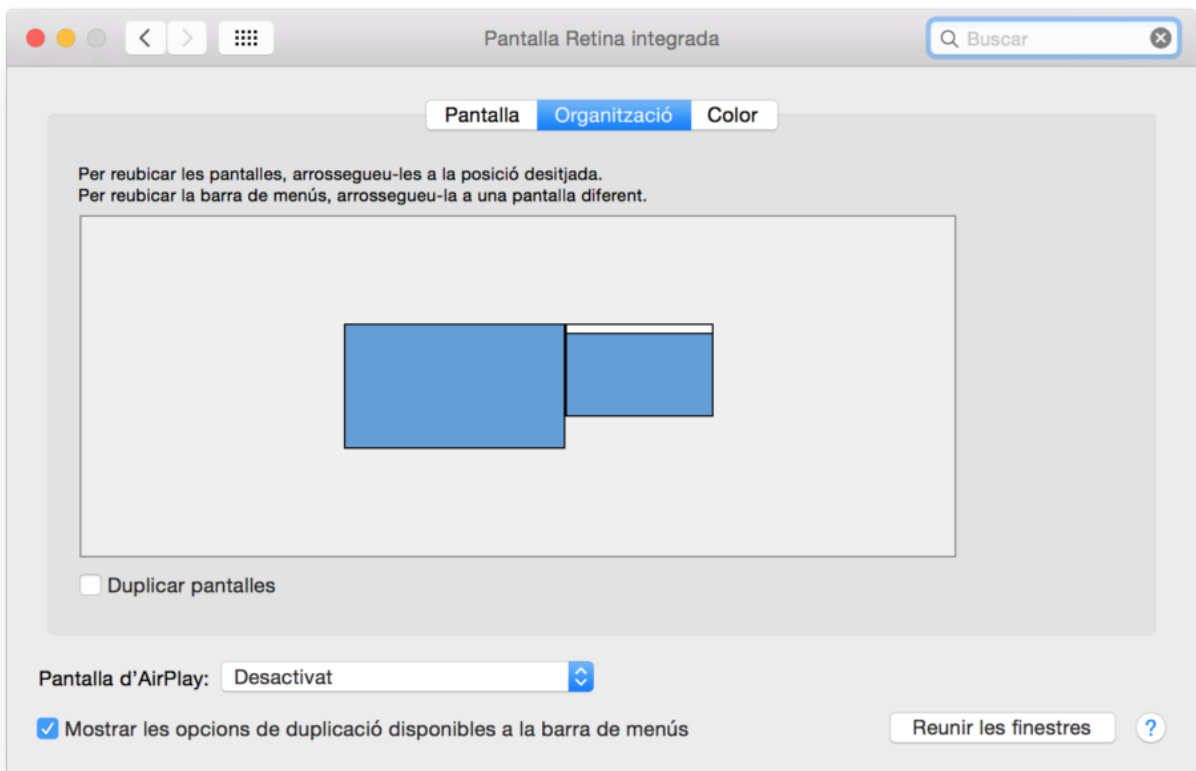 Pantalla Retina integrada
Buscar
Pantalla Organització Color
Per reubicar les pantalles, arrossegueu-les a la posició desitjada.
Per reubicar la barra de menús, arrossegueu-la a una pantalla diferent.
Duplicar pantalles
Pantalla d'AirPlay: Desactivat
Mostrar les opcions de duplicació disponibles a la barra de menús
Reunir les finestres ?